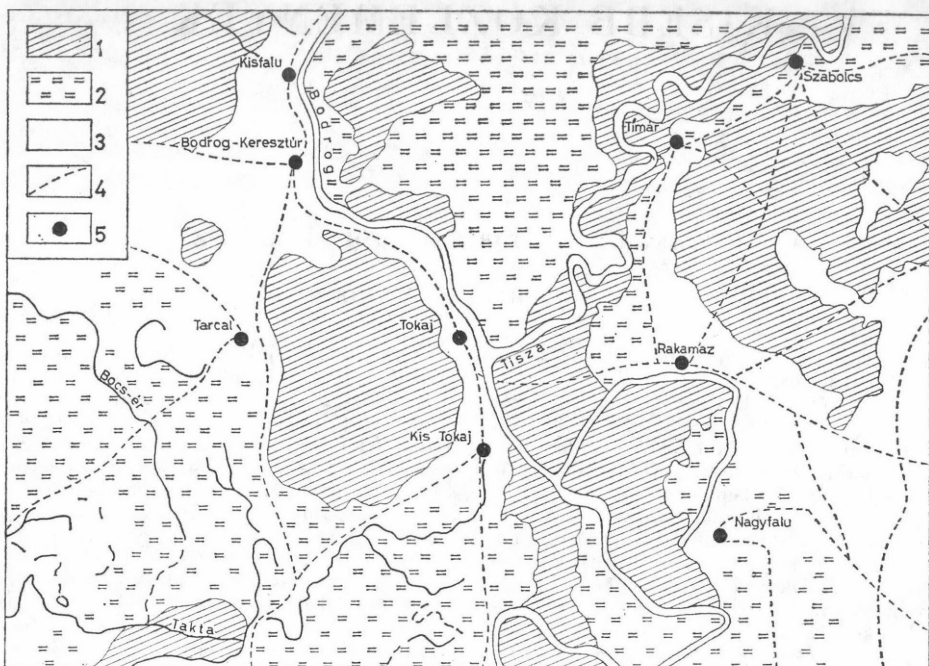 1
2
3
4
5
Kisfalu
Bodrog
Szabolcs
Tímár
Bodrog-Keresztúr
Tarcal
Tokaj
Tisza
Rakamaz
Bocs-ér
Kis Tokaj
Nagyfalu
Takta